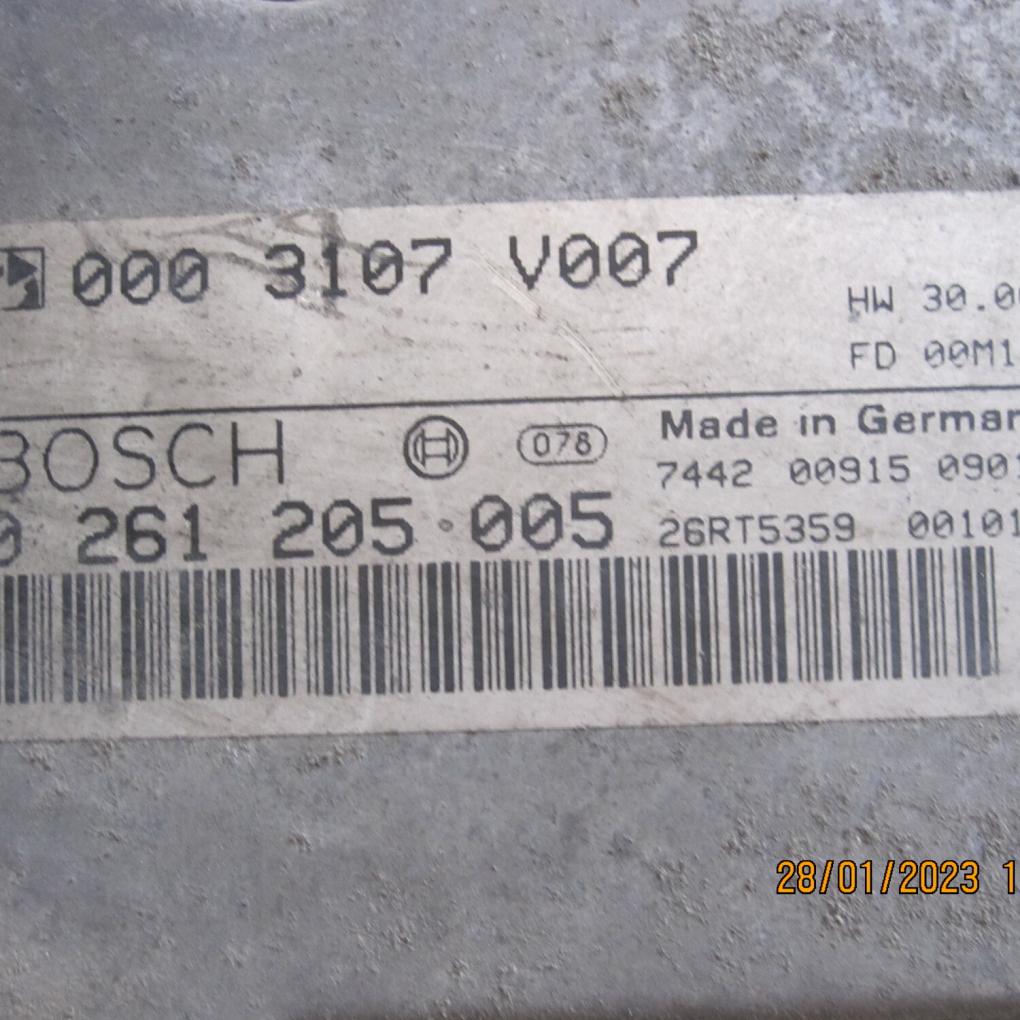 000 3107 V007
HW 30.0
FD 00M1
BOSCH 078 Made in German
7442 00915 0901
0 261 205 005 26RT5359 00101
28/01/2023 1